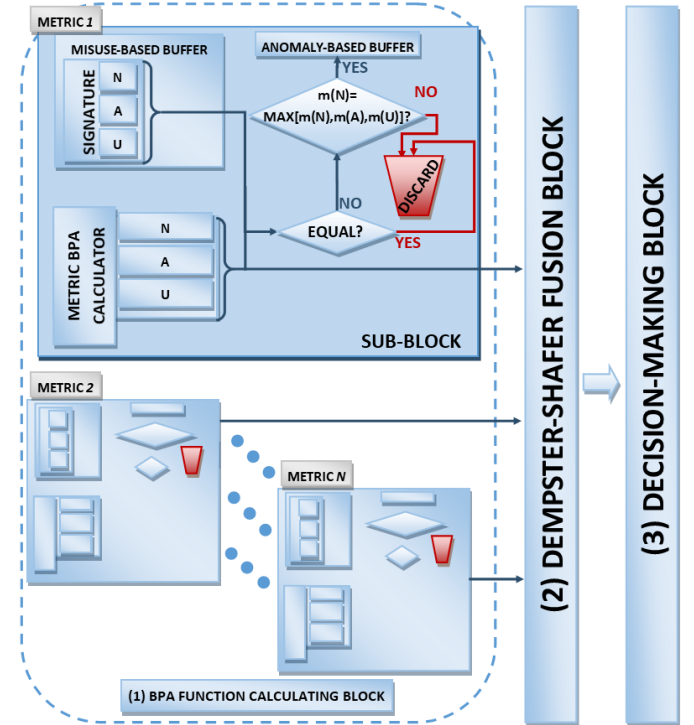 METRIC 1
MISUSE-BASED BUFFER
SIGNATURE
N
A
U
ANOMALY-BASED BUFFER
YES
m(N)=
MAX[m(N),m(A),m(U)]?
NO
DISCARD
NO
EQUAL?
YES
METRIC BPA
CALCULATOR
N
A
U
SUB-BLOCK
METRIC 2
METRIC N
(1) BPA FUNCTION CALCULATING BLOCK
(2) DEMPSTER-SHAFER FUSION BLOCK
(3) DECISION-MAKING BLOCK